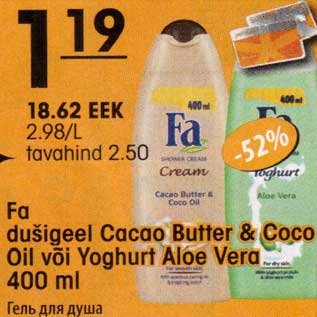 1 19
18.62 EEK
2.98/L
tavahind 2.50
400 ml
Fa
SHOWER CREAM
Cream
Cacao Butter &
Coco Oil
400 ml
-52%
Yoghurt
Aloe Vera
for dry skin
Fa
dušigeel Cacao Butter & Coco
Oil või Yoghurt Aloe Vera
400 ml
Гель для душа